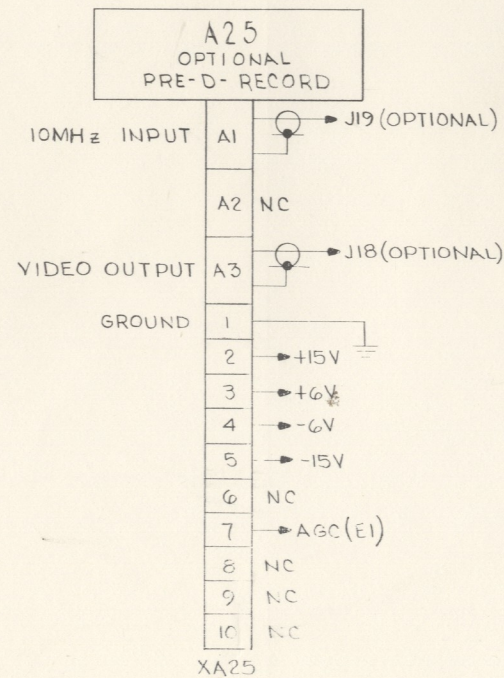 A25
OPTIONAL
PRE-D-RECORD
10MHz INPUT A1 J19 (OPTIONAL)
A2 NC
VIDEO OUTPUT A3 J18 (OPTIONAL)
GROUND 1
2 +15V
3 +6V
4 -6V
5 -15V
6 NC
7 AGC (E1)
8 NC
9 NC
10 NC
XA25